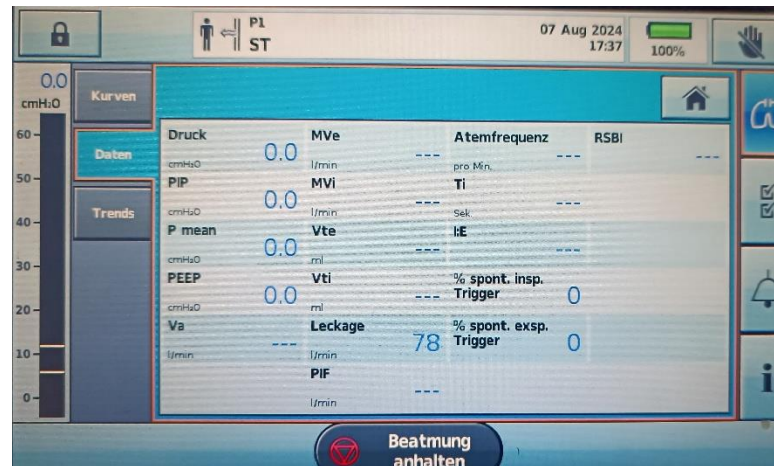 P1
ST
07 Aug 2024
17:37
100%
0.0
cmH₂O
60
50
40
30
20
10
0
Kurven
Daten
Trends
Druck
cmH₂O
0.0
MVe
l/min
---
Atemfrequenz
pro Min.
---
RSBI
---
PIP
cmH₂O
0.0
MVi
l/min
---
Ti
Sek.
---
P mean
cmH₂O
0.0
Vte
ml
---
I:E
---
PEEP
cmH₂O
0.0
Vti
ml
---
% spont. insp.
Trigger
0
Va
l/min
---
Leckage
l/min
78
% spont. exsp.
Trigger
0
PIF
l/min
---
i
Beatmung
anhalten